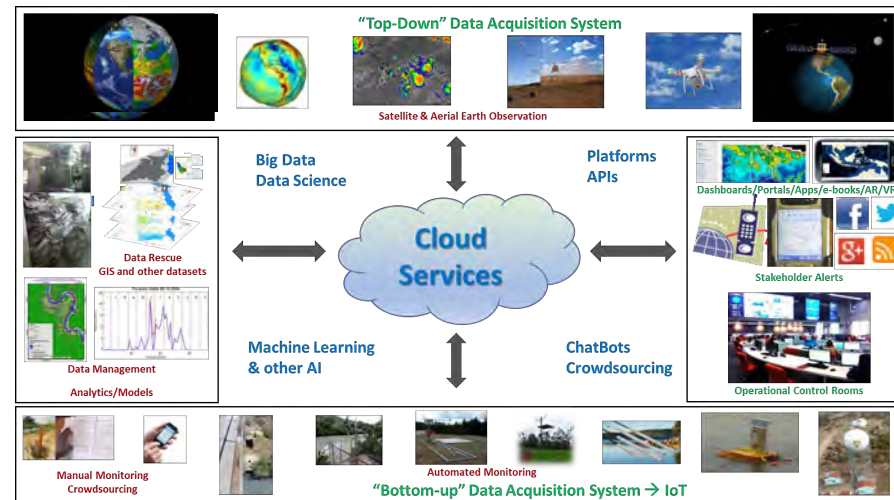 “Top-Down” Data Acquisition System
Satellite & Aerial Earth Observation
Big Data
Data Science
Platforms
APIs
Data Rescue
GIS and other datasets
Data Management
Analytics/Models
Cloud
Services
Dashboards/Portals/Apps/e-books/AR/VR
Stakeholder Alerts
Operational Control Rooms
Machine Learning
& other AI
ChatBots
Crowdsourcing
Manual Monitoring
Crowdsourcing
Automated Monitoring
“Bottom-up” Data Acquisition System → IoT